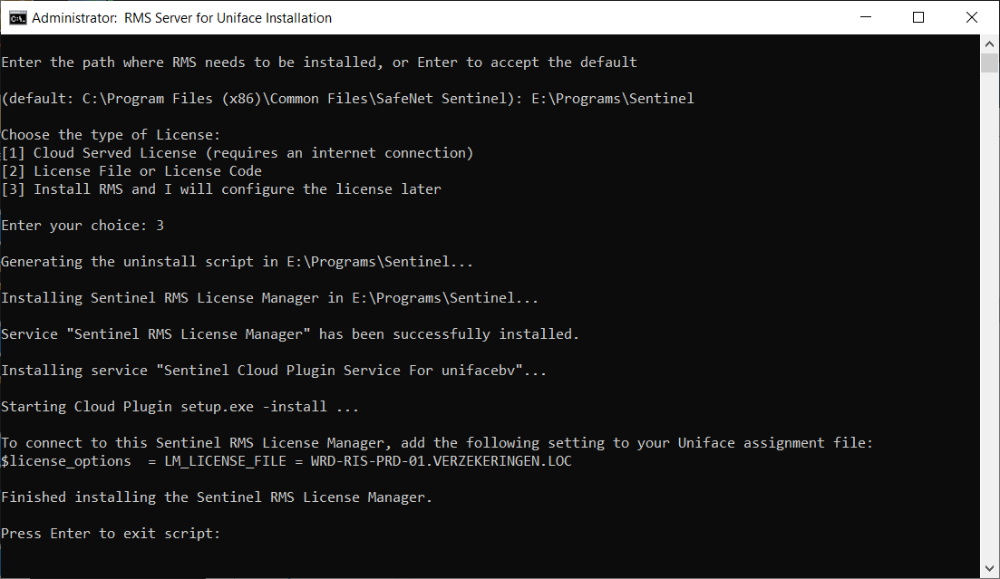 Administrator:  RMS Server for Uniface Installation
Enter the path where RMS needs to be installed, or Enter to accept the default
(default: C:\Program Files (x86)\Common Files\SafeNet Sentinel): E:\Programs\Sentinel
Choose the type of License:
[1] Cloud Served License (requires an internet connection)
[2] License File or License Code
[3] Install RMS and I will configure the license later
Enter your choice: 3
Generating the uninstall script in E:\Programs\Sentinel...
Installing Sentinel RMS License Manager in E:\Programs\Sentinel...
Service "Sentinel RMS License Manager" has been successfully installed.
Installing service "Sentinel Cloud Plugin Service For unifacebv"...
Starting Cloud Plugin setup.exe -install ...
To connect to this Sentinel RMS License Manager, add the following setting to your Uniface assignment file:
$license_options  = LM_LICENSE_FILE = WRD-RIS-PRD-01.VERZEKERINGEN.LOC
Finished installing the Sentinel RMS License Manager.
Press Enter to exit script: